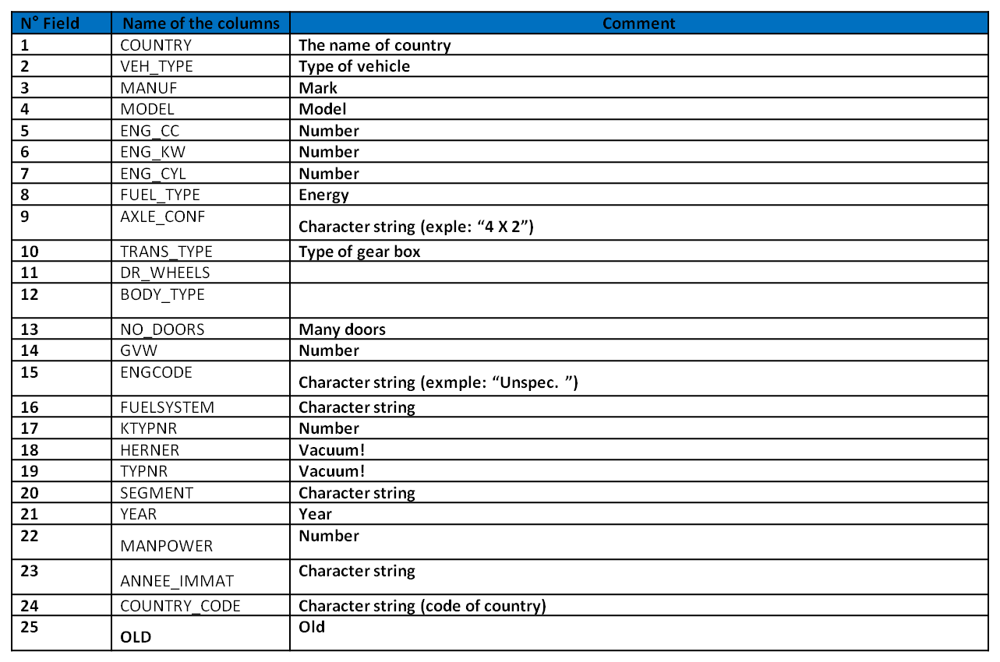 N° Field Name of the columns Comment
1 COUNTRY The name of country
2 VEH_TYPE Type of vehicle
3 MANUF Mark
4 MODEL Model
5 ENG_CC Number
6 ENG_KW Number
7 ENG_CYL Number
8 FUEL_TYPE Energy
9 AXLE_CONF Character string (exple: “4 X 2”)
10 TRANS_TYPE Type of gear box
11 DR_WHEELS
12 BODY_TYPE
13 NO_DOORS Many doors
14 GVW Number
15 ENGCODE Character string (exmple: “Unspec. ”)
16 FUELSYSTEM Character string
17 KTYPNR Number
18 HERNER Vacuum!
19 TYPNR Vacuum!
20 SEGMENT Character string
21 YEAR Year
22 MANPOWER Number
23 ANNEE_IMMAT Character string
24 COUNTRY_CODE Character string (code of country)
25 OLD Old